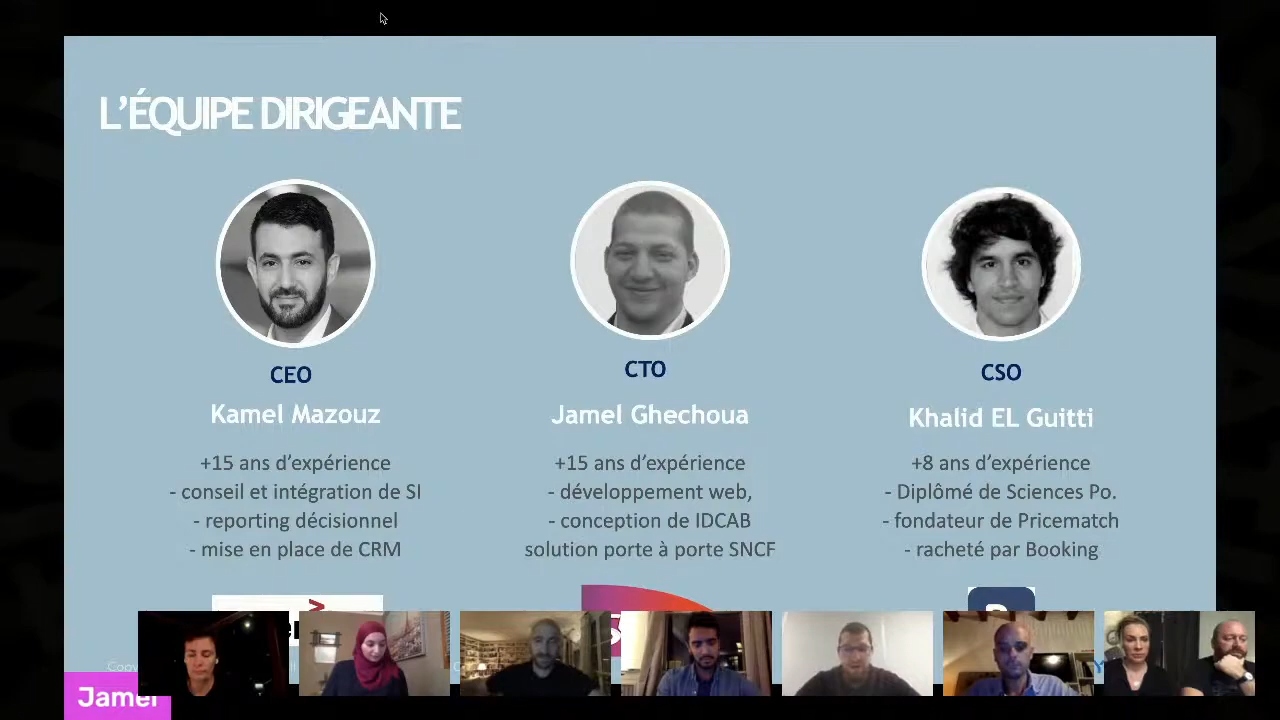 L'ÉQUIPE DIRIGEANTE
CEO
Kamel Mazouz
+15 ans d'expérience
- conseil et intégration de SI
- reporting décisionnel
- mise en place de CRM
CTO
Jamel Ghechoua
+15 ans d'expérience
- développement web,
- conception de IDCAB
solution porte à porte SNCF
CSO
Khalid EL Guitti
+8 ans d'expérience
- Diplômé de Sciences Po.
- fondateur de Pricematch
- racheté par Booking
Jamel